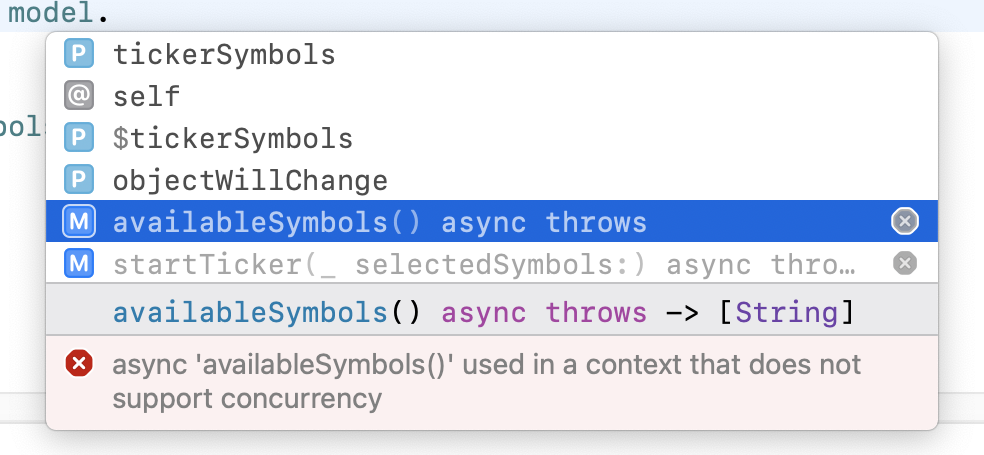 model.
P tickerSymbols
@ self
P $tickerSymbols
P objectWillChange
M availableSymbols() async throws
M startTicker(_ selectedSymbols:) async thro…
availableSymbols() async throws -> [String]
async 'availableSymbols()' used in a context that does not
support concurrency